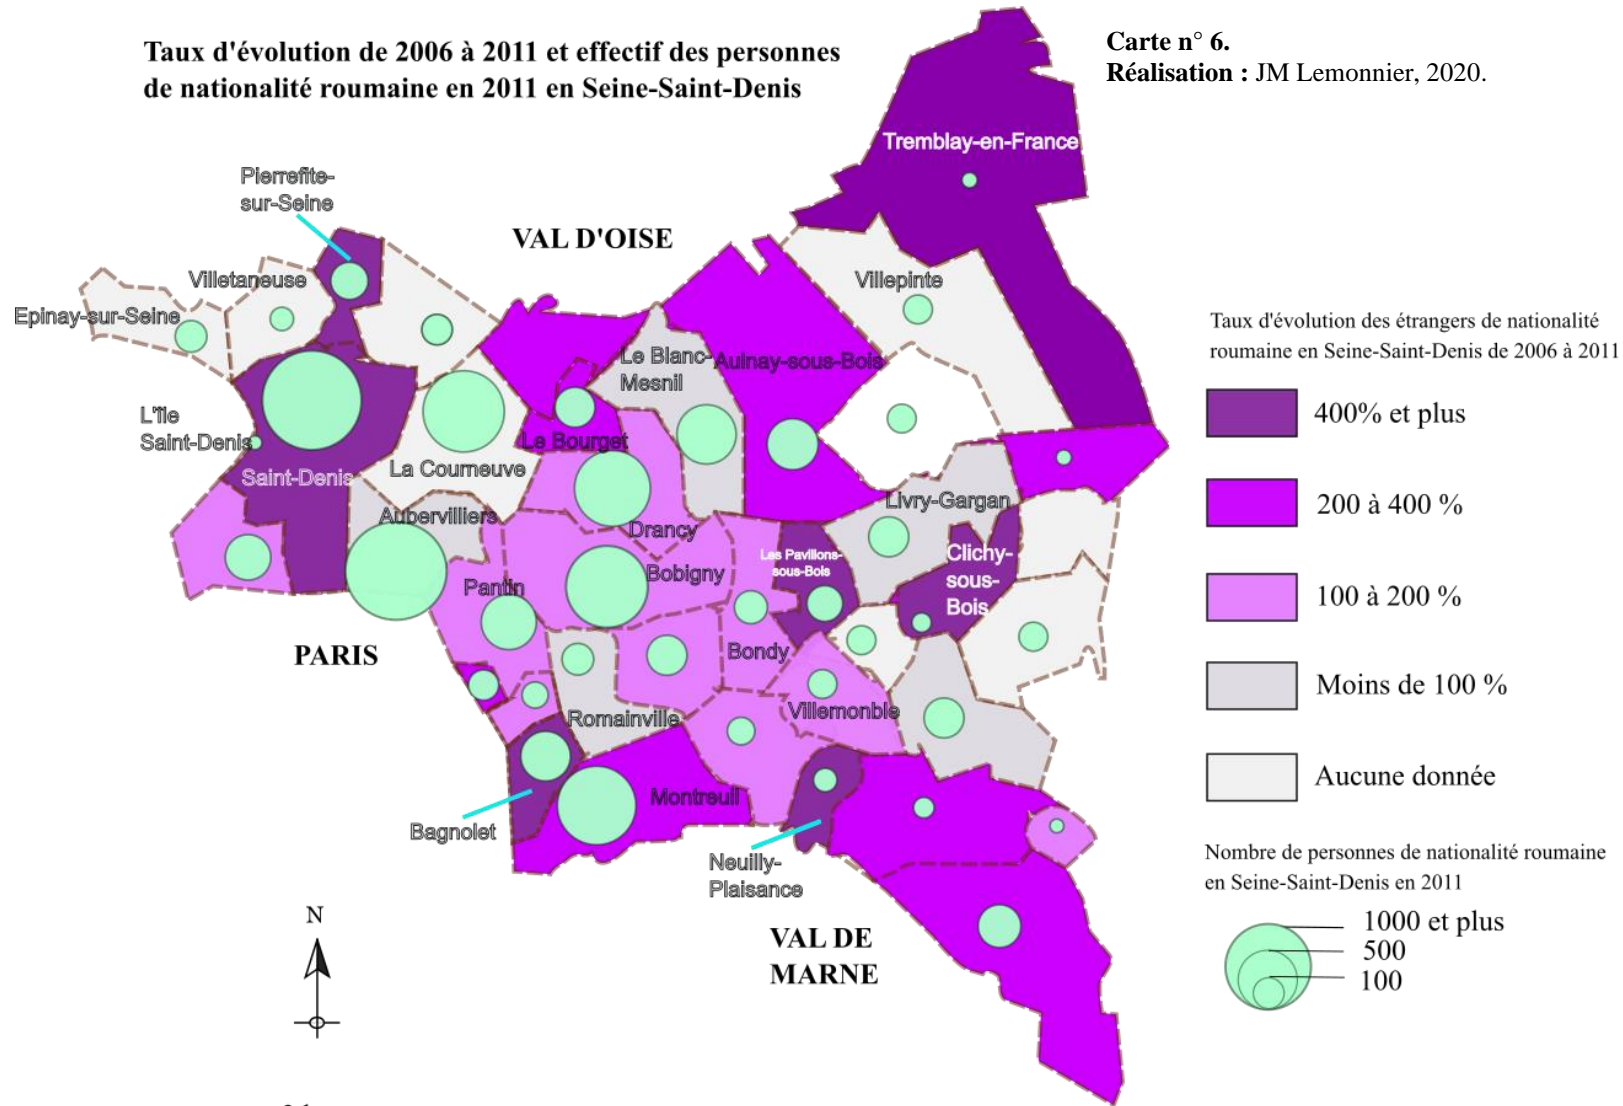 Taux d'évolution de 2006 à 2011 et effectif des personnes
de nationalité roumaine en 2011 en Seine-Saint-Denis
Carte n° 6.
Réalisation : JM Lemonnier, 2020.
Tremblay-en-France
Pierrefite-
sur-Seine
VAL D'OISE
Villetaneuse
Villepinte
Epinay-sur-Seine
Le Blanc-
Mesnil
Aulnay-sous-Bois
L'île
Saint-Denis
Le Bourget
La Courneuve
Saint-Denis
Livry-Gargan
Aubervilliers
Drancy
Les Pavillons-
sous-Bois
Clichy-
sous-
Bois
Bobigny
Pantin
PARIS
Bondy
Villemonble
Romainville
Montreuil
Bagnolet
Neuilly-
Plaisance
VAL DE
MARNE
N
Taux d'évolution des étrangers de nationalité
roumaine en Seine-Saint-Denis de 2006 à 2011
400% et plus
200 à 400 %
100 à 200 %
Moins de 100 %
Aucune donnée
Nombre de personnes de nationalité roumaine
en Seine-Saint-Denis en 2011
1000 et plus
500
100